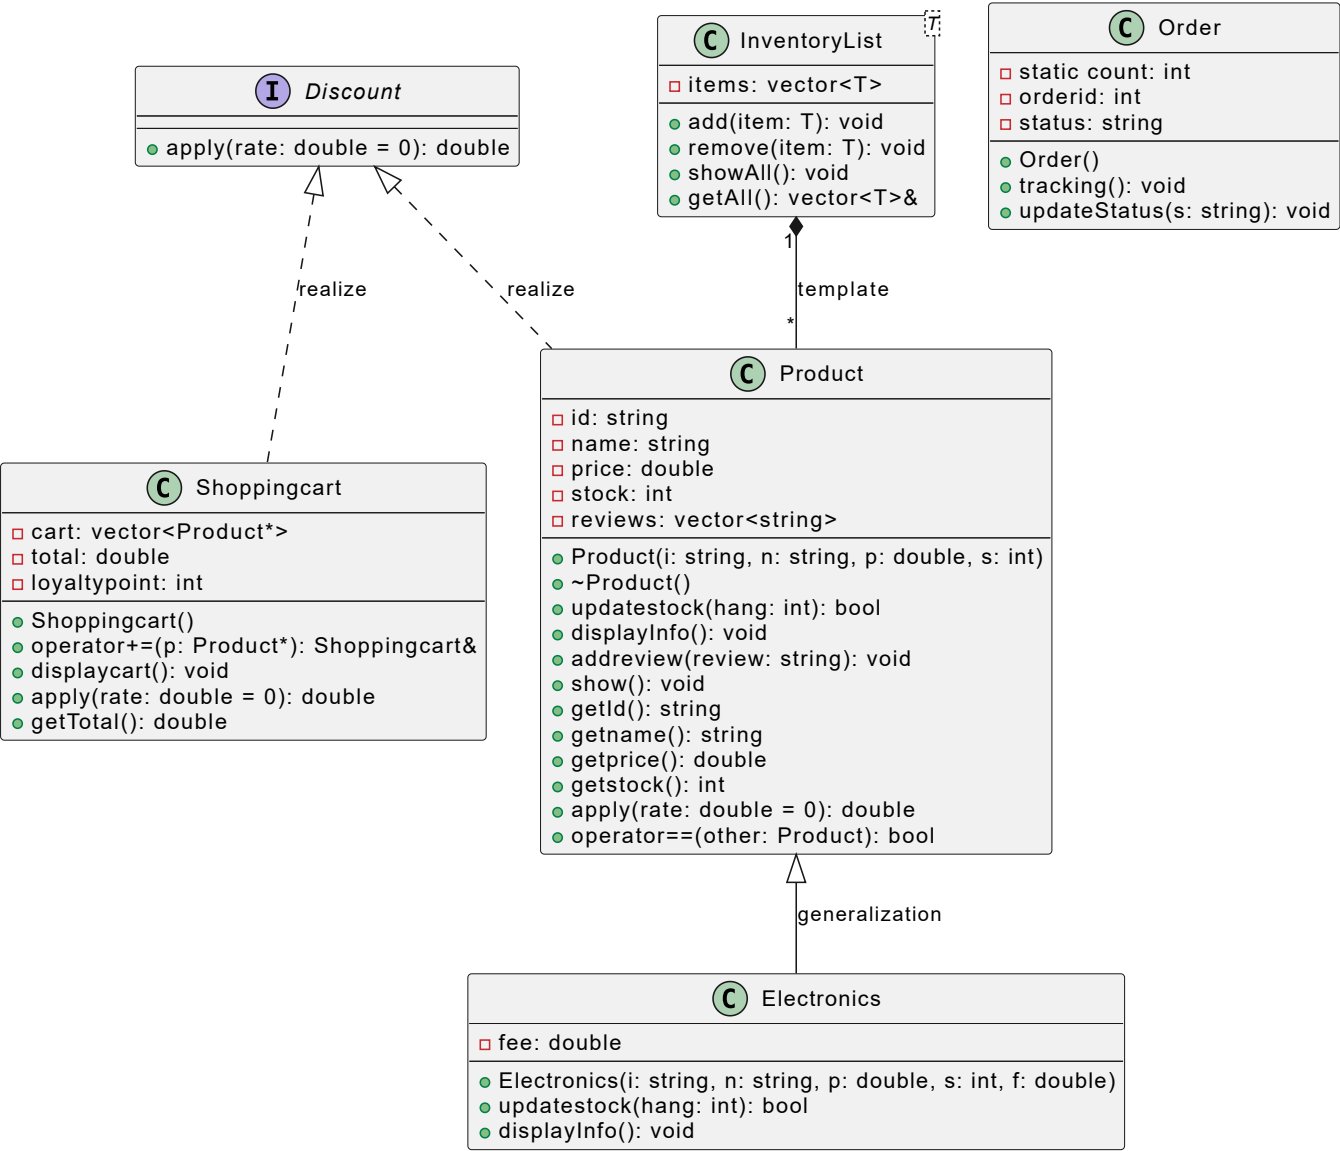 I Discount
apply(rate: double = 0): double
C InventoryList T
items: vector<T>
add(item: T): void
remove(item: T): void
showAll(): void
getAll(): vector<T>&
C Order
static count: int
orderid: int
status: string
Order()
tracking(): void
updateStatus(s: string): void
realize
realize
1
template
*
C Shoppingcart
cart: vector<Product*>
total: double
loyaltypoint: int
Shoppingcart()
operator+=(p: Product*): Shoppingcart&
displaycart(): void
apply(rate: double = 0): double
getTotal(): double
C Product
id: string
name: string
price: double
stock: int
reviews: vector<string>
Product(i: string, n: string, p: double, s: int)
~Product()
updatestock(hang: int): bool
displayInfo(): void
addreview(review: string): void
show(): void
getId(): string
getname(): string
getprice(): double
getstock(): int
apply(rate: double = 0): double
operator==(other: Product): bool
generalization
C Electronics
fee: double
Electronics(i: string, n: string, p: double, s: int, f: double)
updatestock(hang: int): bool
displayInfo(): void